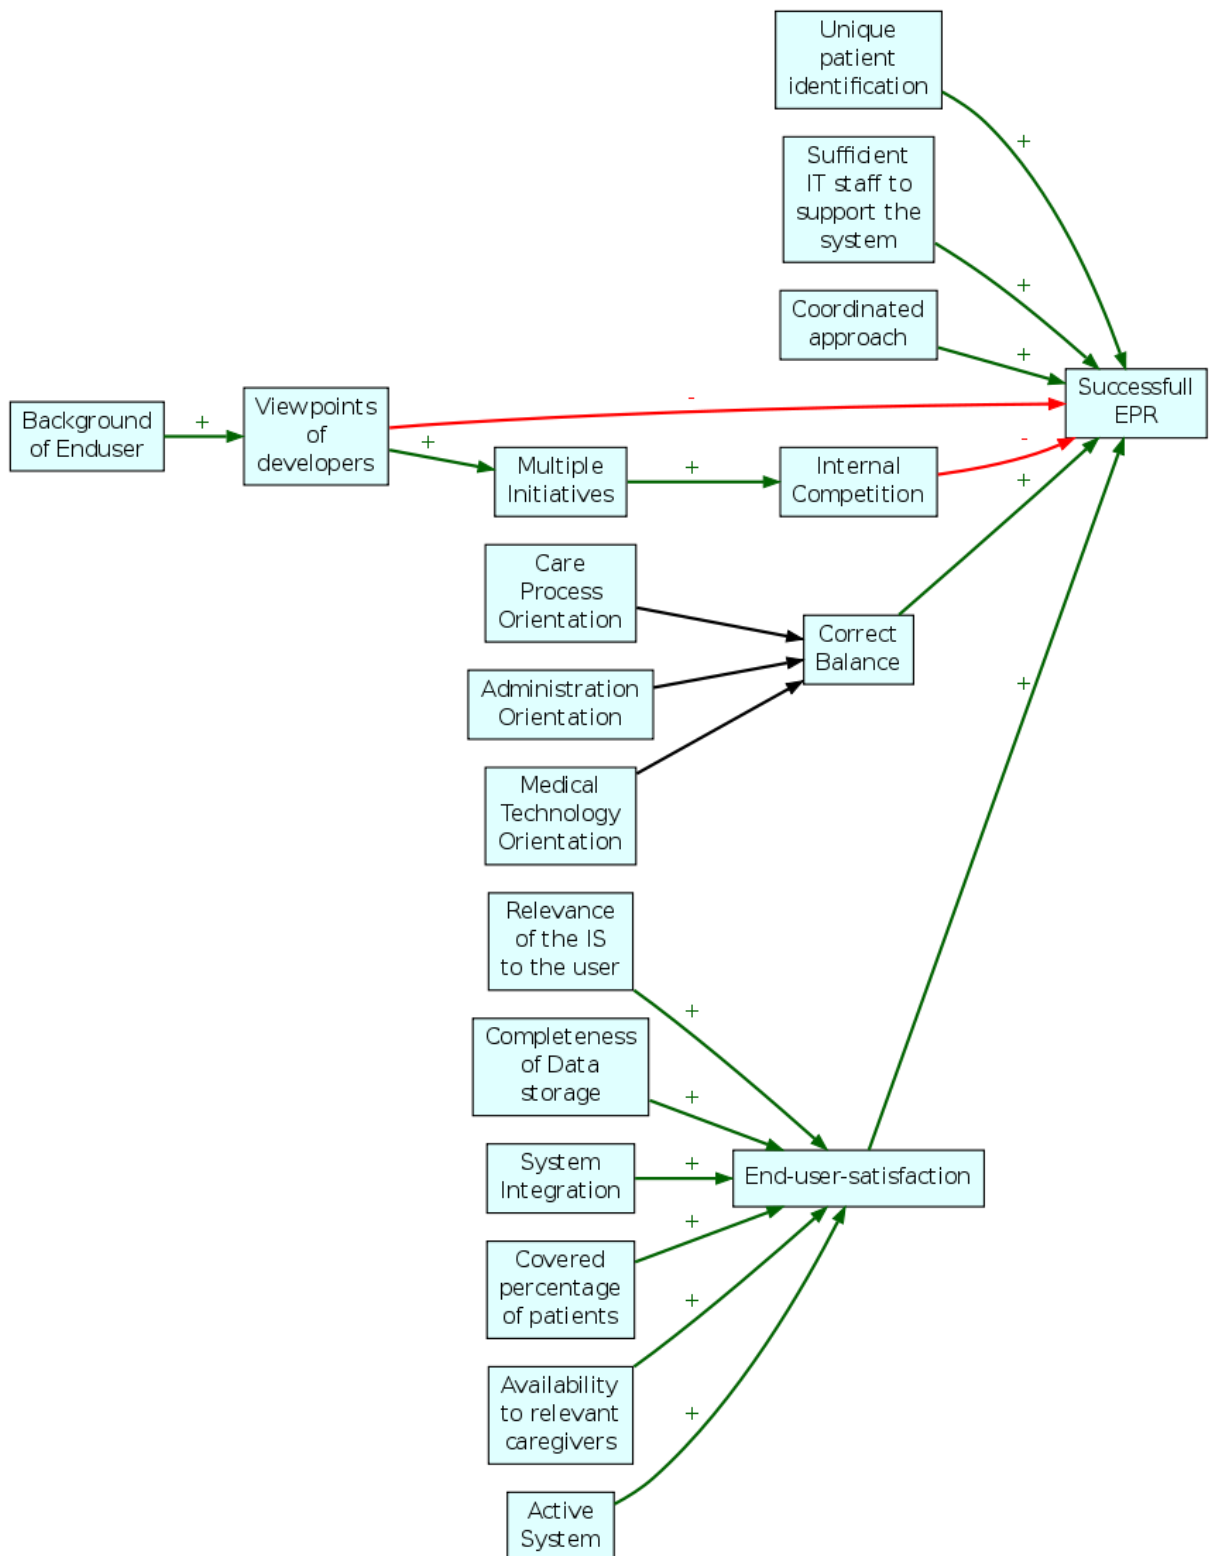 Unique
patient
identification
+
Sufficient
IT staff to
support the
system
+
Coordinated
approach
+
Successfull
EPR
Background
of Enduser
+
Viewpoints
of
developers
-
+
Multiple
Initiatives
+
Internal
Competition
-
+
Care
Process
Orientation
Correct
Balance
Administration
Orientation
+
Medical
Technology
Orientation
Relevance
of the IS
to the user
+
Completeness
of Data
storage
+
System
Integration
+
End-user-satisfaction
Covered
percentage
of patients
+
Availability
to relevant
caregivers
+
Active
System
+